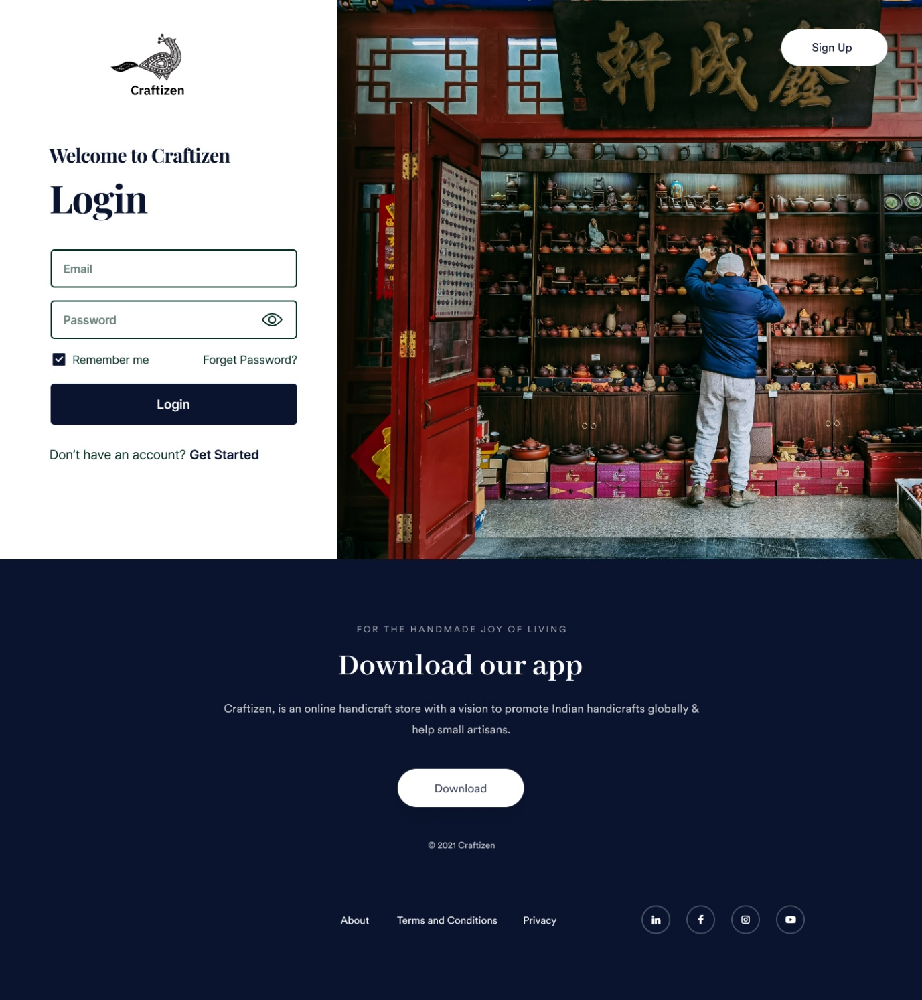 Craftizen
Welcome to Craftizen
Login
Email
Password
Remember me
Forget Password?
Login
Don't have an account? Get Started
Sign Up
軒成鑫
FOR THE HANDMADE JOY OF LIVING
Download our app
Craftizen, is an online handicraft store with a vision to promote Indian handicrafts globally &
help small artisans.
Download
© 2021 Craftizen
About
Terms and Conditions
Privacy
in
f